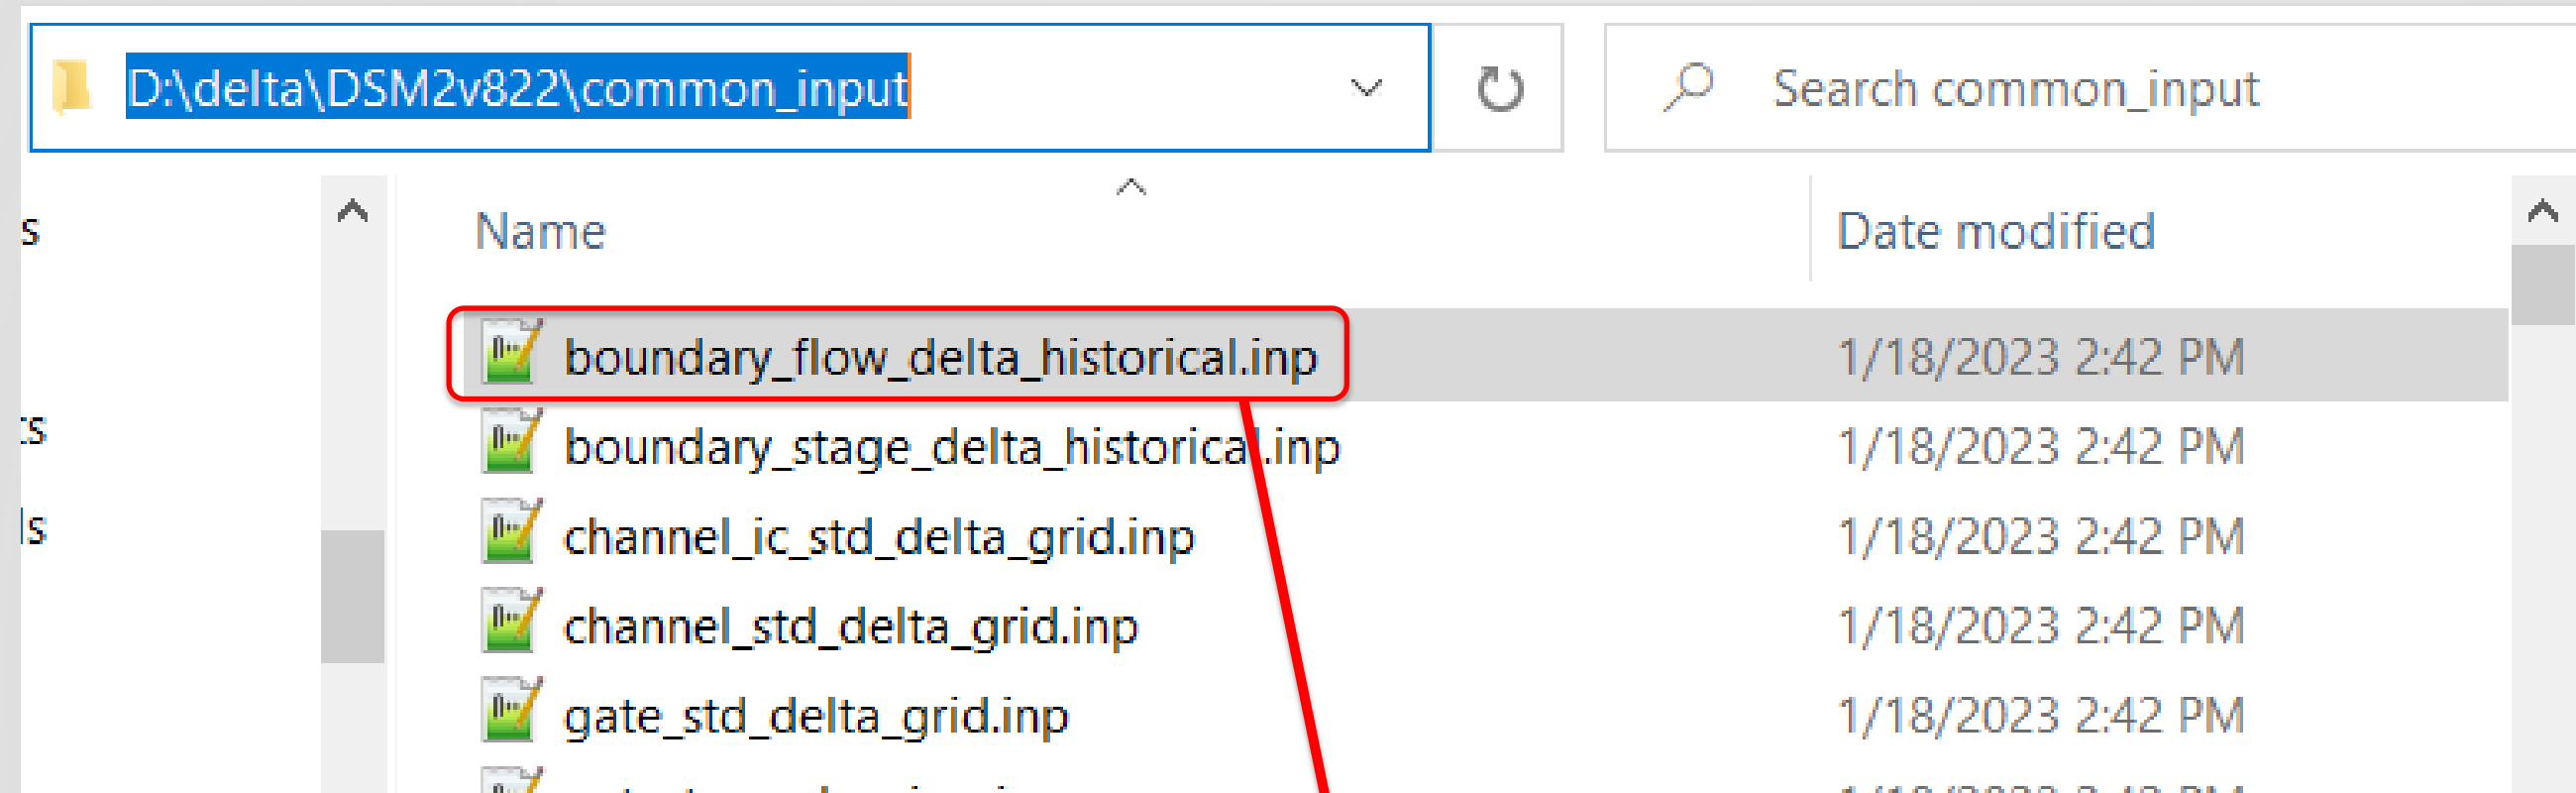 D:\delta\DSM2v822\common_input Search common_input
s
Name Date modified
boundary_flow_delta_historical.inp 1/18/2023 2:42 PM
ts
boundary_stage_delta_historical.inp 1/18/2023 2:42 PM
ls
channel_ic_std_delta_grid.inp 1/18/2023 2:42 PM
channel_std_delta_grid.inp 1/18/2023 2:42 PM
gate_std_delta_grid.inp 1/18/2023 2:42 PM